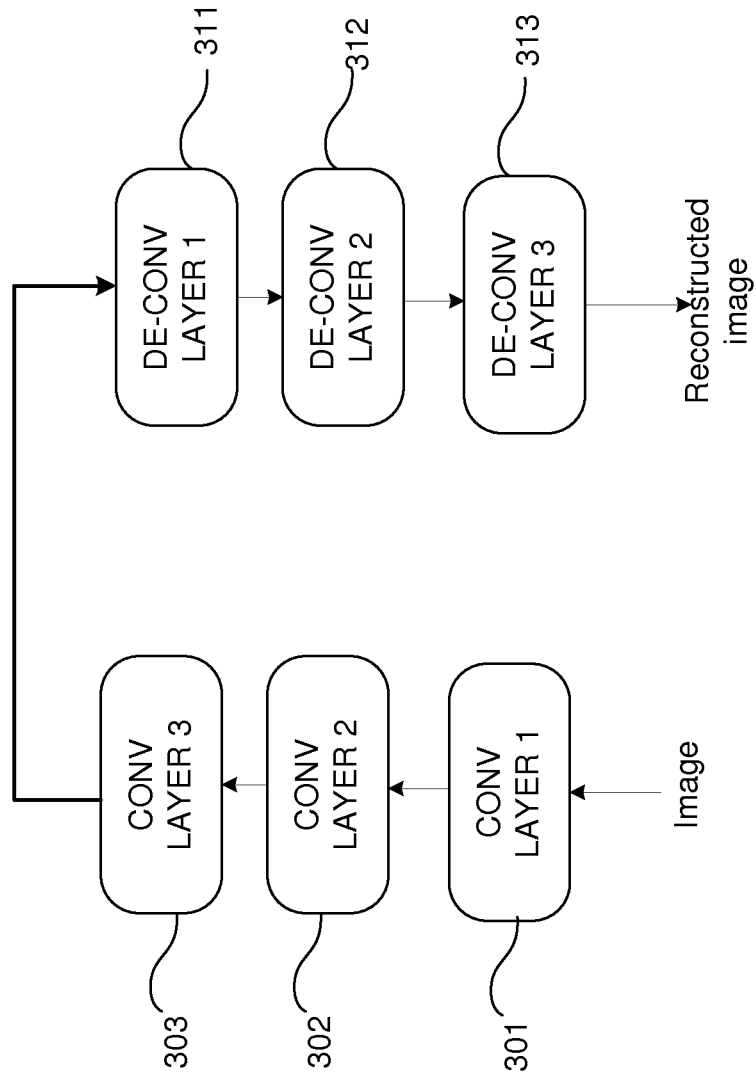 303
CONV
LAYER 3
302
CONV
LAYER 2
301
CONV
LAYER 1
Image
DE-CONV
LAYER 1
311
DE-CONV
LAYER 2
312
DE-CONV
LAYER 3
313
Reconstructed
image